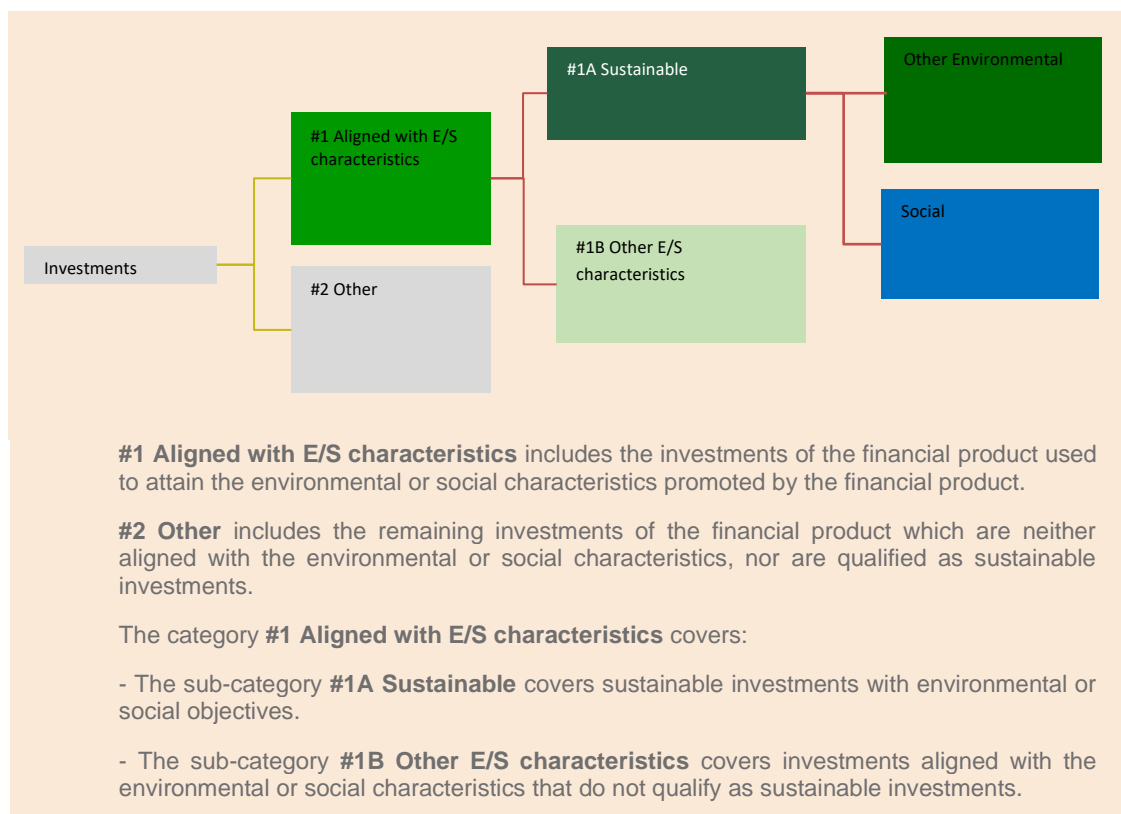 #1A Sustainable
Other Environmental
#1 Aligned with E/S
characteristics
Social
#1B Other E/S
characteristics
Investments
#2 Other
#1 Aligned with E/S characteristics includes the investments of the financial product used
to attain the environmental or social characteristics promoted by the financial product.
#2 Other includes the remaining investments of the financial product which are neither
aligned with the environmental or social characteristics, nor are qualified as sustainable
investments.
The category #1 Aligned with E/S characteristics covers:
- The sub-category #1A Sustainable covers sustainable investments with environmental or
social objectives.
- The sub-category #1B Other E/S characteristics covers investments aligned with the
environmental or social characteristics that do not qualify as sustainable investments.